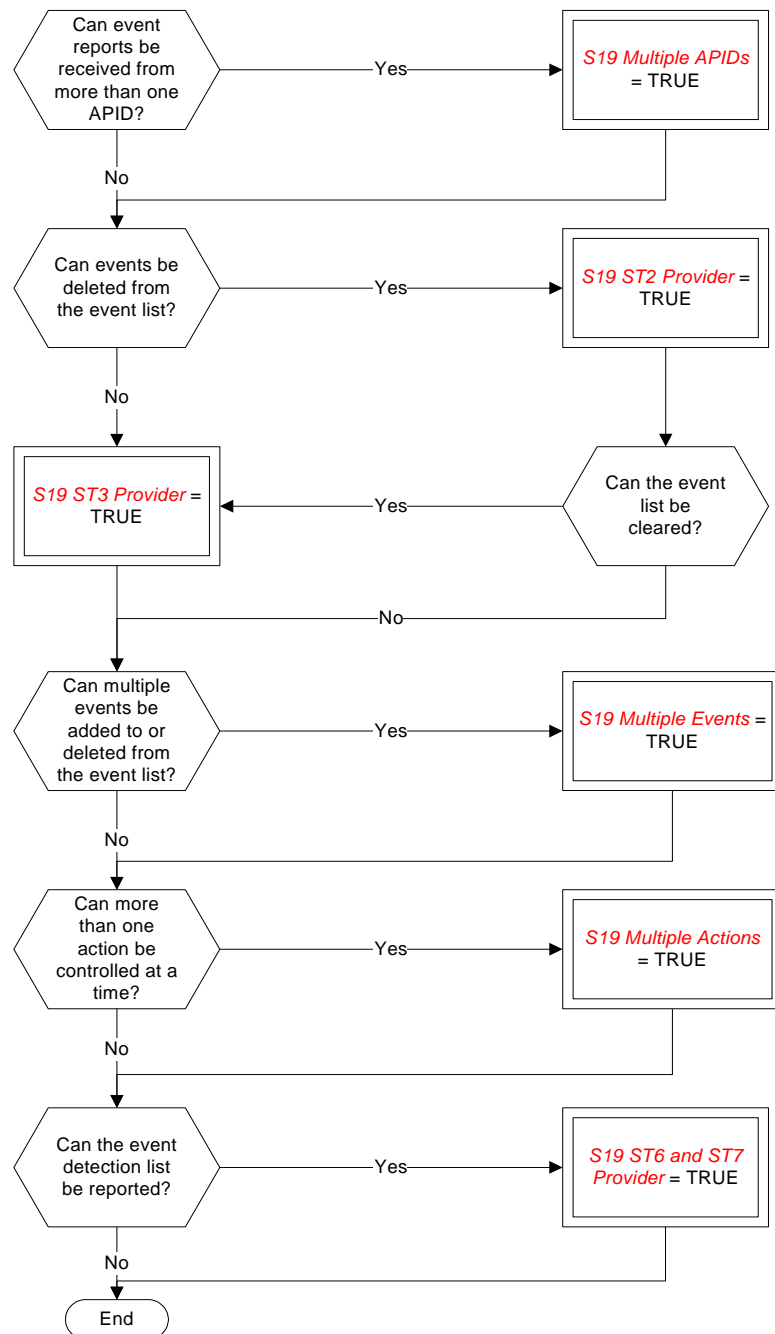 Can event
reports be
received from
more than one
APID?
Yes
S19 Multiple APIDs
= TRUE
No
Can events be
deleted from
the event list?
Yes
S19 ST2 Provider =
TRUE
No
S19 ST3 Provider =
TRUE
Yes
Can the event
list be
cleared?
No
Can multiple
events be
added to or
deleted from
the event list?
Yes
S19 Multiple Events =
TRUE
No
Can more
than one
action be
controlled at a
time?
Yes
S19 Multiple Actions
= TRUE
No
Can the event
detection list
be reported?
Yes
S19 ST6 and ST7
Provider = TRUE
No
End